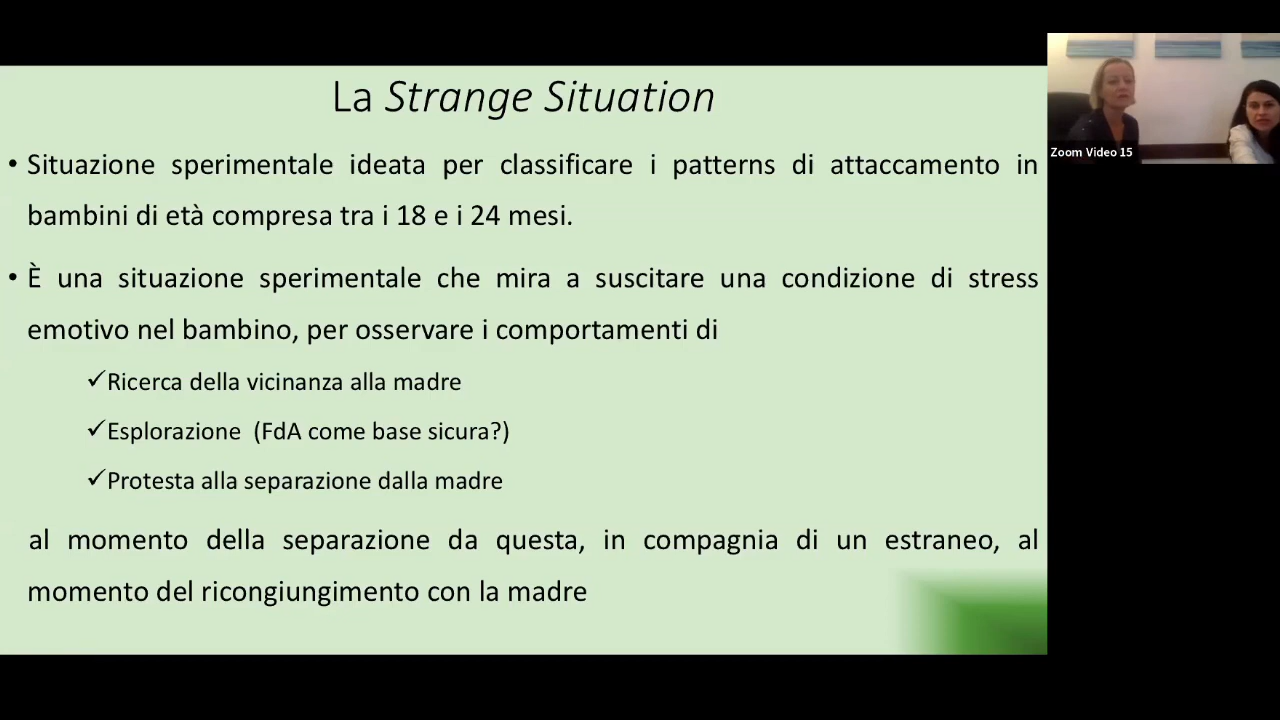 La Strange Situation
• Situazione sperimentale ideata per classificare i patterns di attaccamento in
bambini di età compresa tra i 18 e i 24 mesi.
• È una situazione sperimentale che mira a suscitare una condizione di stress
emotivo nel bambino, per osservare i comportamenti di
✓Ricerca della vicinanza alla madre
✓Esplorazione (FdA come base sicura?)
✓Protesta alla separazione dalla madre
al momento della separazione da questa, in compagnia di un estraneo, al
momento del ricongiungimento con la madre
Zoom Video 15